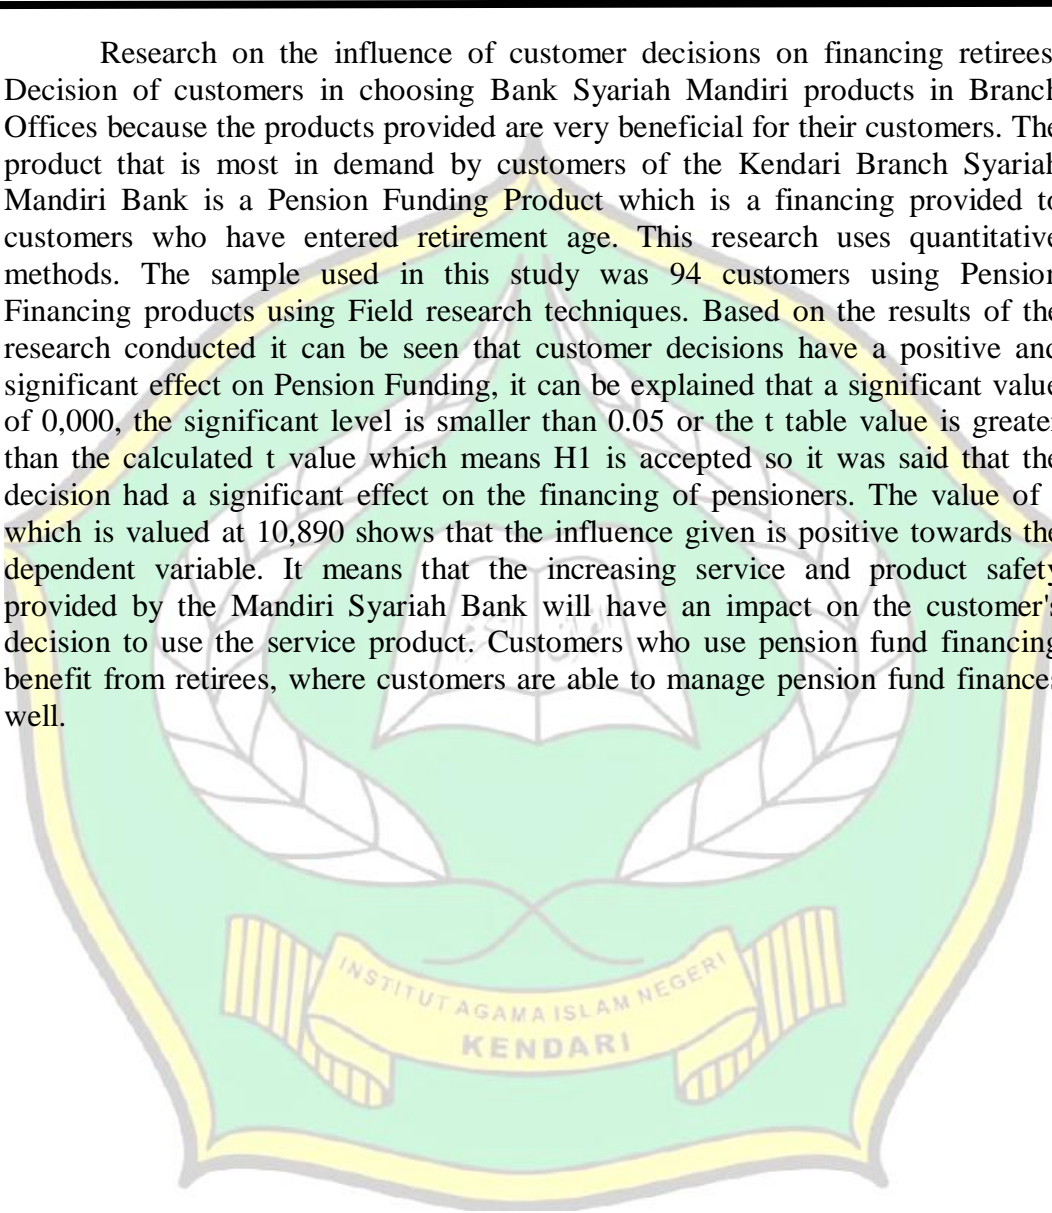 Research on the influence of customer decisions on financing retirees
Decision of customers in choosing Bank Syariah Mandiri products in Branch
Offices because the products provided are very beneficial for their customers. The
product that is most in demand by customers of the Kendari Branch Syariah
Mandiri Bank is a Pension Funding Product which is a financing provided to
customers who have entered retirement age. This research uses quantitative
methods. The sample used in this study was 94 customers using Pension
Financing products using Field research techniques. Based on the results of the
research conducted it can be seen that customer decisions have a positive and
significant effect on Pension Funding, it can be explained that a significant value
of 0,000, the significant level is smaller than 0.05 or the t table value is greater
than the calculated t value which means H1 is accepted so it was said that the
decision had a significant effect on the financing of pensioners. The value of
which is valued at 10,890 shows that the influence given is positive towards the
dependent variable. It means that the increasing service and product safety
provided by the Mandiri Syariah Bank will have an impact on the customer's
decision to use the service product. Customers who use pension fund financing
benefit from retirees, where customers are able to manage pension fund finances
well.
INSTITUT AGAMA ISLAM NEGERI
KENDARI